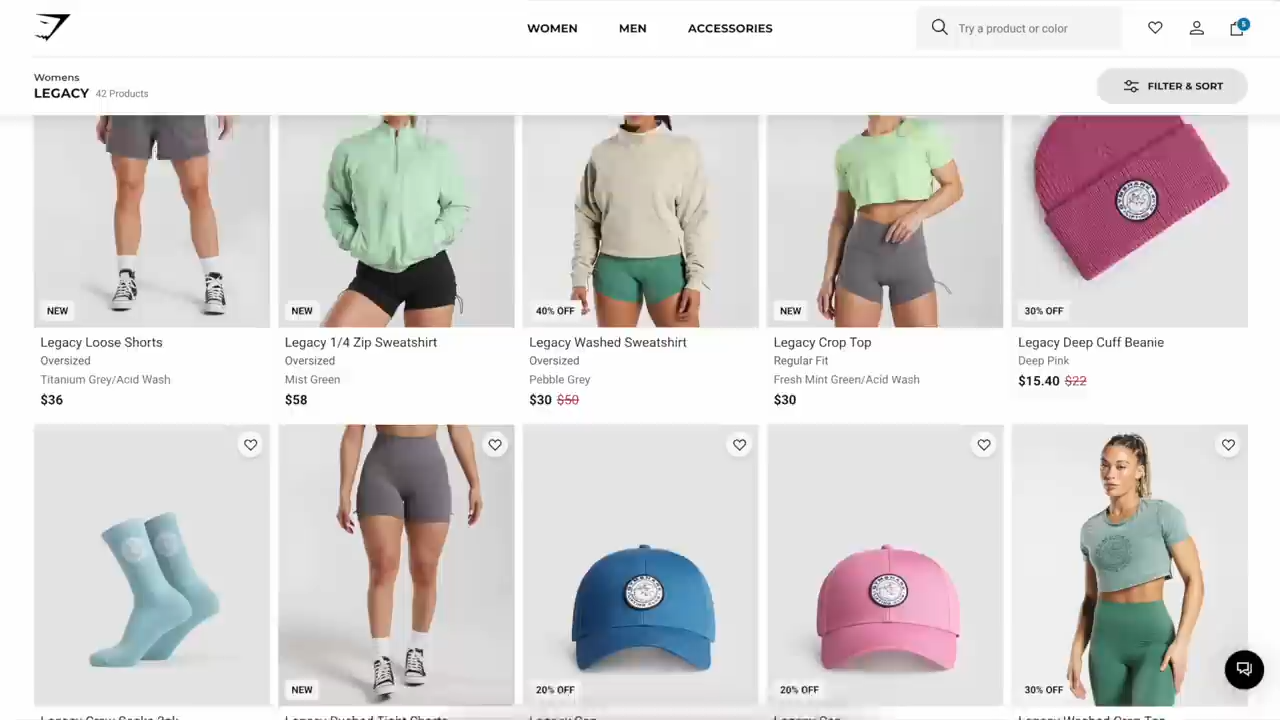 WOMEN
MEN
ACCESSORIES
Try a product or color
5
Womens
LEGACY 42 Products
FILTER & SORT
NEW
NEW
40% OFF
NEW
30% OFF
Legacy Loose Shorts
Oversized
Titanium Grey/Acid Wash
$36
Legacy 1/4 Zip Sweatshirt
Oversized
Mist Green
$58
Legacy Washed Sweatshirt
Oversized
Pebble Grey
$30 $50
Legacy Crop Top
Regular Fit
Fresh Mint Green/Acid Wash
$30
Legacy Deep Cuff Beanie
Deep Pink
$15.40 $22
NEW
20% OFF
20% OFF
30% OFF